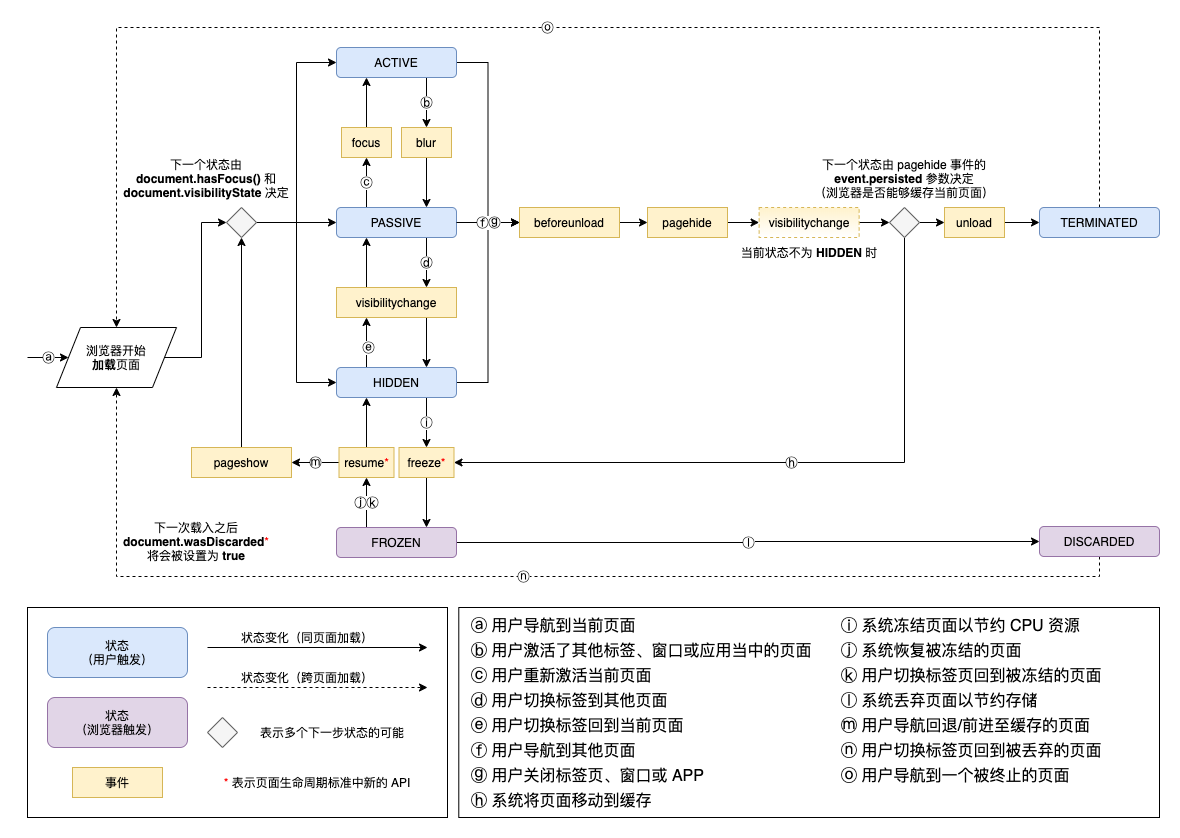 ⓞ
ACTIVE
ⓑ
focus
blur
下一个状态由
document.hasFocus() 和
document.visibilityState 决定
ⓒ
下一个状态由 pagehide 事件的
event.persisted 参数决定
（浏览器是否能够缓存当前页面）
PASSIVE
ⓕⓖ
beforeunload
pagehide
visibilitychange
unload
TERMINATED
当前状态不为 HIDDEN 时
ⓓ
visibilitychange
ⓔ
ⓐ
浏览器开始
加载页面
HIDDEN
ⓘ
pageshow
ⓜ
resume*
freeze*
ⓗ
ⓙⓚ
下一次载入之后
document.wasDiscarded*
将会被设置为 true
FROZEN
ⓛ
DISCARDED
ⓝ
状态
(用户触发)
状态变化（同页面加载）
状态变化（跨页面加载）
状态
(浏览器触发)
表示多个下一步状态的可能
事件
* 表示页面生命周期标准中新的 API
ⓐ 用户导航到当前页面
ⓑ 用户激活了其他标签、窗口或应用当中的页面
ⓒ 用户重新激活当前页面
ⓓ 用户切换标签到其他页面
ⓔ 用户切换标签回到当前页面
ⓕ 用户导航到其他页面
ⓖ 用户关闭标签页、窗口或 APP
ⓗ 系统将页面移动到缓存
ⓘ 系统冻结页面以节约 CPU 资源
ⓙ 系统恢复被冻结的页面
ⓚ 用户切换标签页回到被冻结的页面
ⓛ 系统丢弃页面以节约存储
ⓜ 用户导航回退/前进至缓存的页面
ⓝ 用户切换标签页回到被丢弃的页面
ⓞ 用户导航到一个被终止的页面